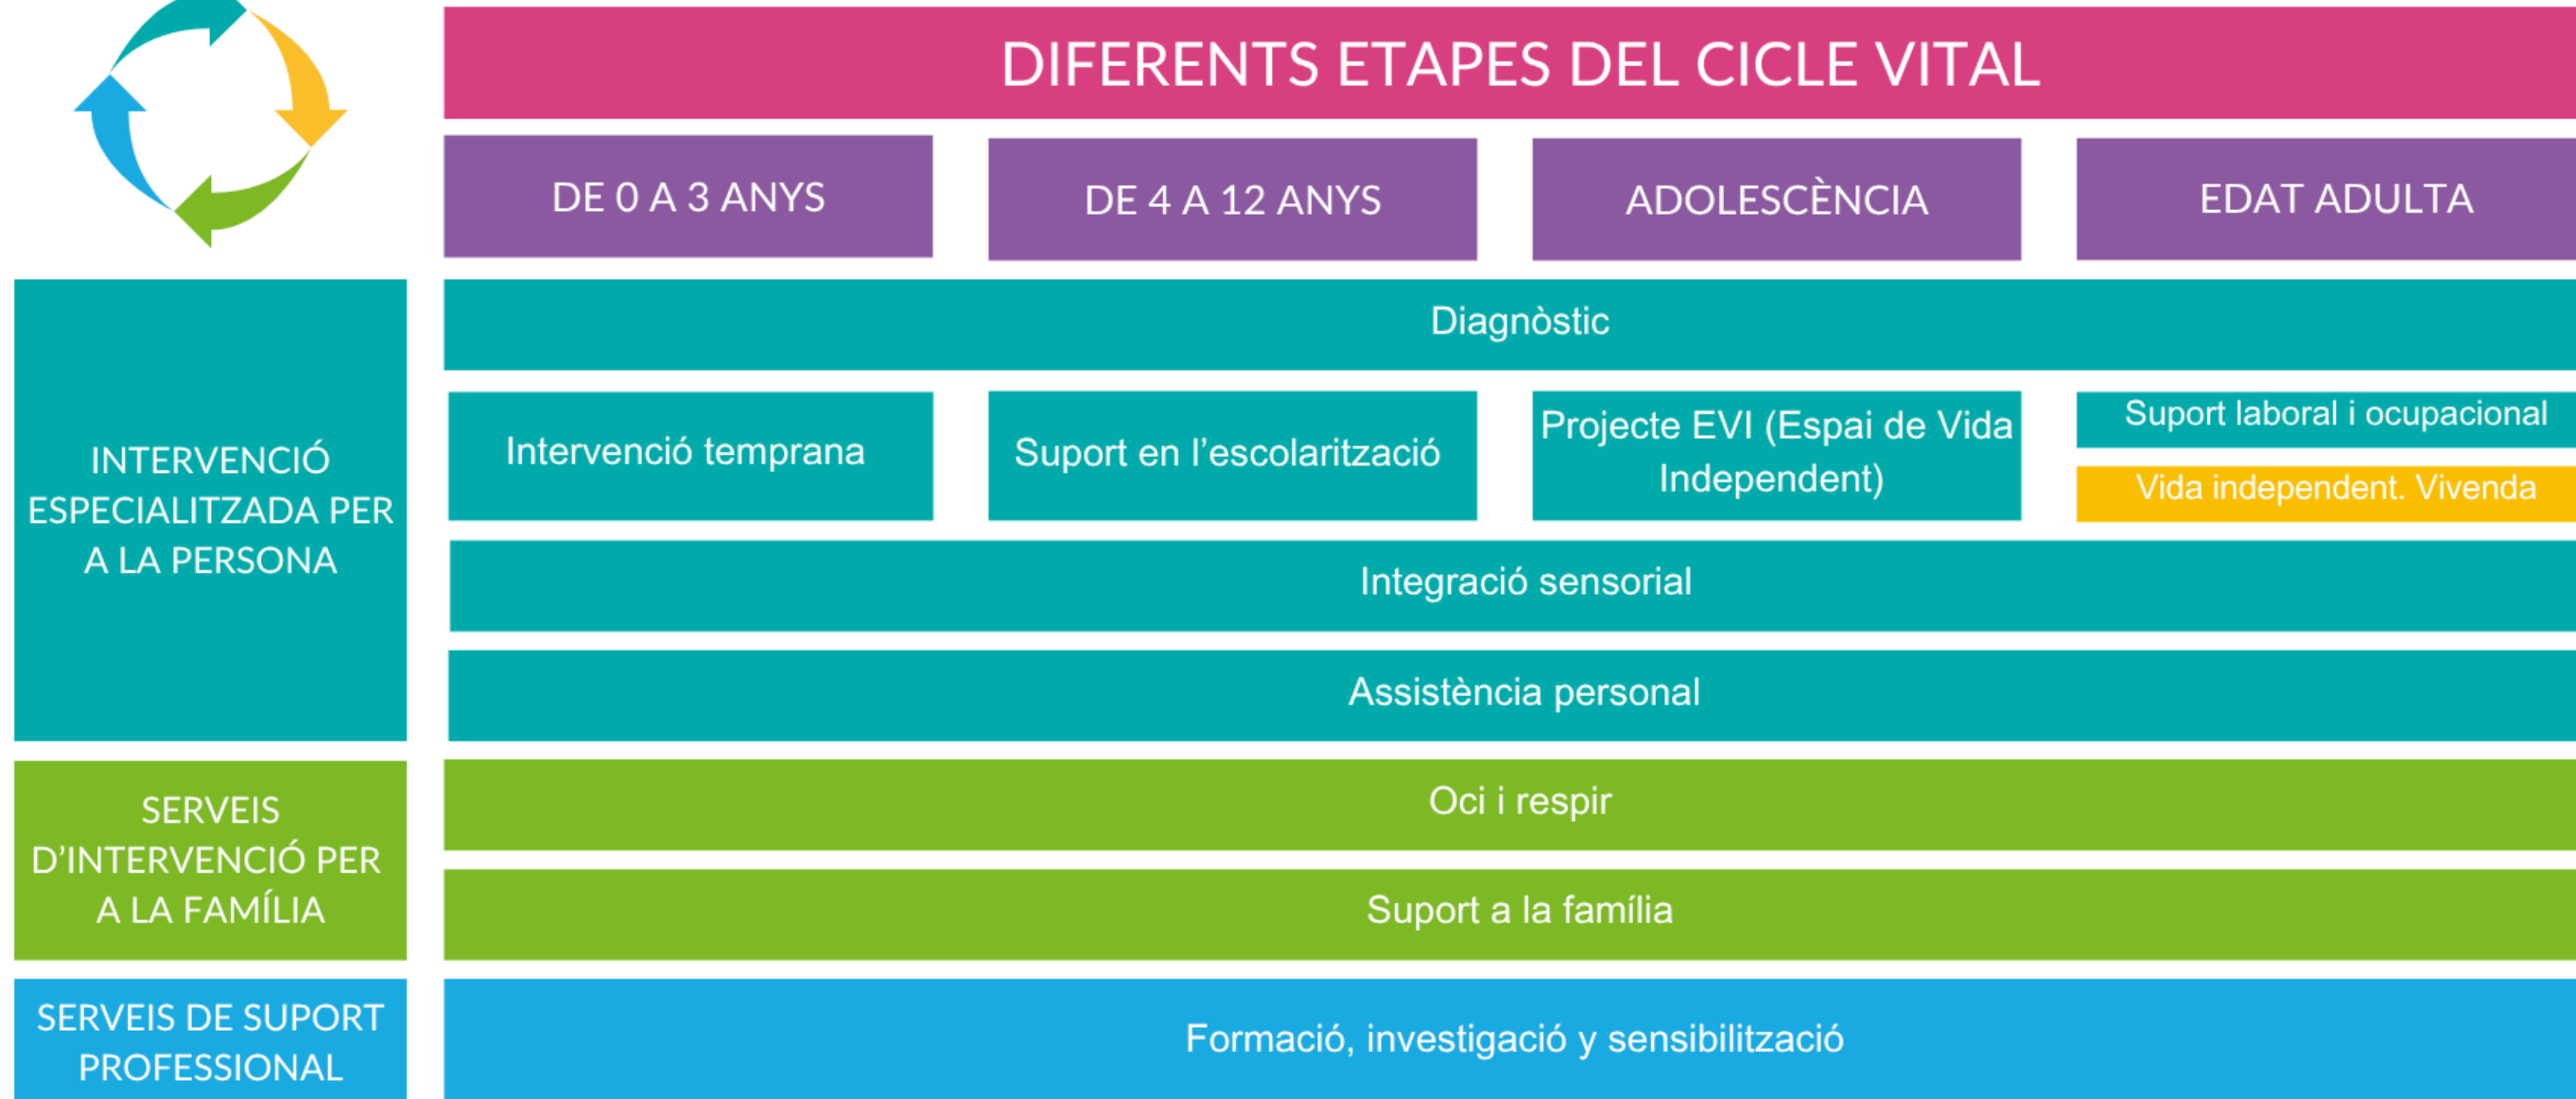 DIFERENTS ETAPES DEL CICLE VITAL
DE 0 A 3 ANYS
DE 4 A 12 ANYS
ADOLESCÈNCIA
EDAT ADULTA
INTERVENCIÓ
ESPECIALITZADA PER
A LA PERSONA
Diagnòstic
Intervenció temprana
Suport en l’escolarització
Projecte EVI (Espai de Vida
Independent)
Suport laboral i ocupacional
Vida independent. Vivenda
Integració sensorial
Assistència personal
SERVEIS
D’INTERVENCIÓ PER
A LA FAMÍLIA
Oci i respir
Suport a la família
SERVEIS DE SUPORT
PROFESSIONAL
Formació, investigació y sensibilització